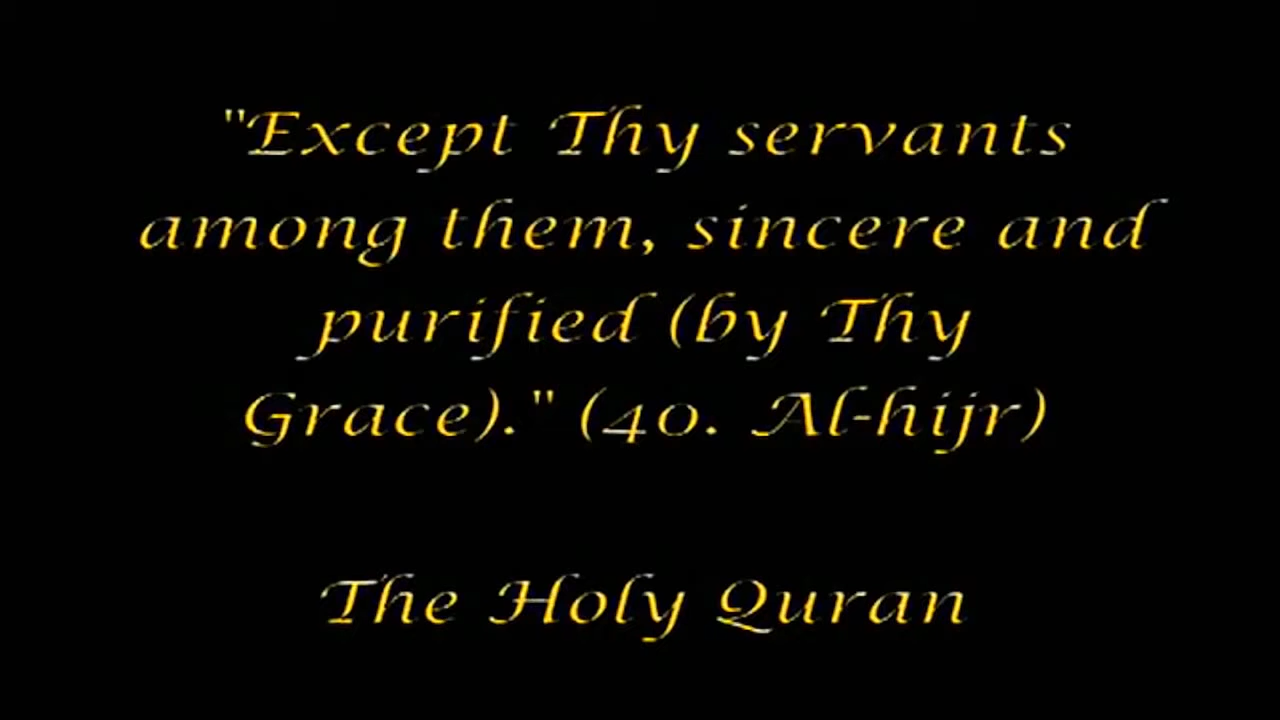 "Except Thy servants
among them, sincere and
purified (by Thy
Grace)." (40. Al-hijr)
The Holy Quran